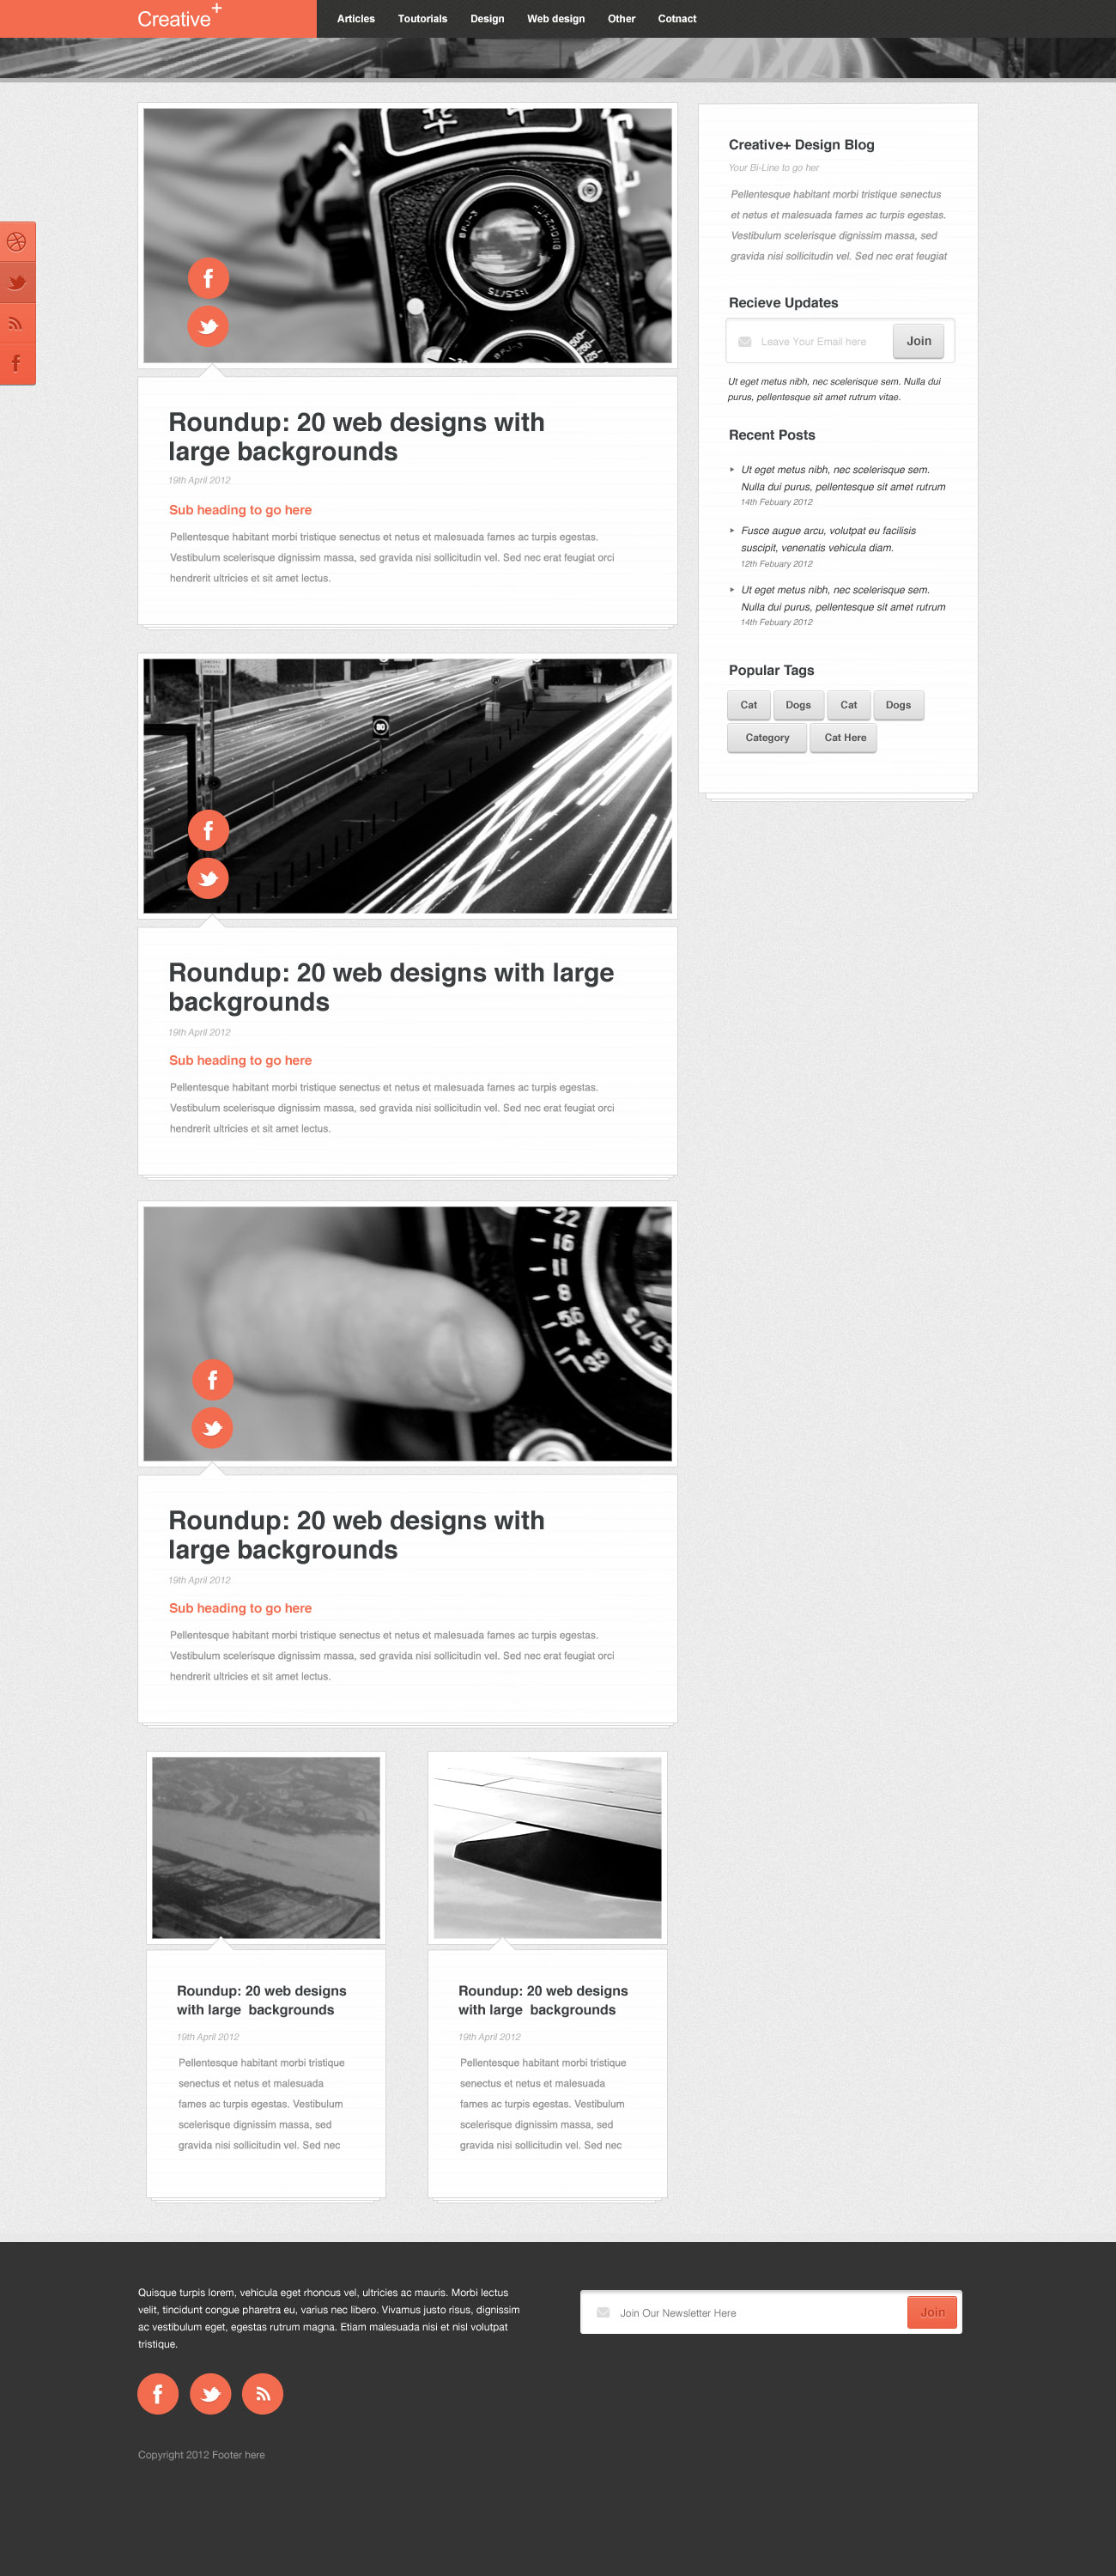 Creative+
Articles Toutorials Design Web design Other Cotnact
BFJ-3
HUAZHONG
1:3.5/75
BFJ-3
Roundup: 20 web designs with
large backgrounds
19th April 2012
Sub heading to go here
Pellentesque habitant morbi tristique senectus et netus et malesuada fames ac turpis egestas.
Vestibulum scelerisque dignissim massa, sed gravida nisi sollicitudin vel. Sed nec erat feugiat orci
hendrerit ultricies et sit amet lectus.
80
Roundup: 20 web designs with large
backgrounds
19th April 2012
Sub heading to go here
Pellentesque habitant morbi tristique senectus et netus et malesuada fames ac turpis egestas.
Vestibulum scelerisque dignissim massa, sed gravida nisi sollicitudin vel. Sed nec erat feugiat orci
hendrerit ultricies et sit amet lectus.
22
16
11
8
5.6
4
3.5
Roundup: 20 web designs with
large backgrounds
19th April 2012
Sub heading to go here
Pellentesque habitant morbi tristique senectus et netus et malesuada fames ac turpis egestas.
Vestibulum scelerisque dignissim massa, sed gravida nisi sollicitudin vel. Sed nec erat feugiat orci
hendrerit ultricies et sit amet lectus.
Roundup: 20 web designs
with large backgrounds
19th April 2012
Pellentesque habitant morbi tristique
senectus et netus et malesuada
fames ac turpis egestas. Vestibulum
scelerisque dignissim massa, sed
gravida nisi sollicitudin vel. Sed nec
Roundup: 20 web designs
with large backgrounds
19th April 2012
Pellentesque habitant morbi tristique
senectus et netus et malesuada
fames ac turpis egestas. Vestibulum
scelerisque dignissim massa, sed
gravida nisi sollicitudin vel. Sed nec
Creative+ Design Blog
Your Bi-Line to go her
Pellentesque habitant morbi tristique senectus
et netus et malesuada fames ac turpis egestas.
Vestibulum scelerisque dignissim massa, sed
gravida nisi sollicitudin vel. Sed nec erat feugiat
Recieve Updates
Leave Your Email here Join
Ut eget metus nibh, nec scelerisque sem. Nulla dui
purus, pellentesque sit amet rutrum vitae.
Recent Posts
Ut eget metus nibh, nec scelerisque sem.
Nulla dui purus, pellentesque sit amet rutrum
14th Febuary 2012
Fusce augue arcu, volutpat eu facilisis
suscipit, venenatis vehicula diam.
12th Febuary 2012
Ut eget metus nibh, nec scelerisque sem.
Nulla dui purus, pellentesque sit amet rutrum
14th Febuary 2012
Popular Tags
Cat Dogs Cat Dogs
Category Cat Here
Quisque turpis lorem, vehicula eget rhoncus vel, ultricies ac mauris. Morbi lectus
velit, tincidunt congue pharetra eu, varius nec libero. Vivamus justo risus, dignissim
ac vestibulum eget, egestas rutrum magna. Etiam malesuada nisi et nisl volutpat
tristique.
Join Our Newsletter Here Join
Copyright 2012 Footer here